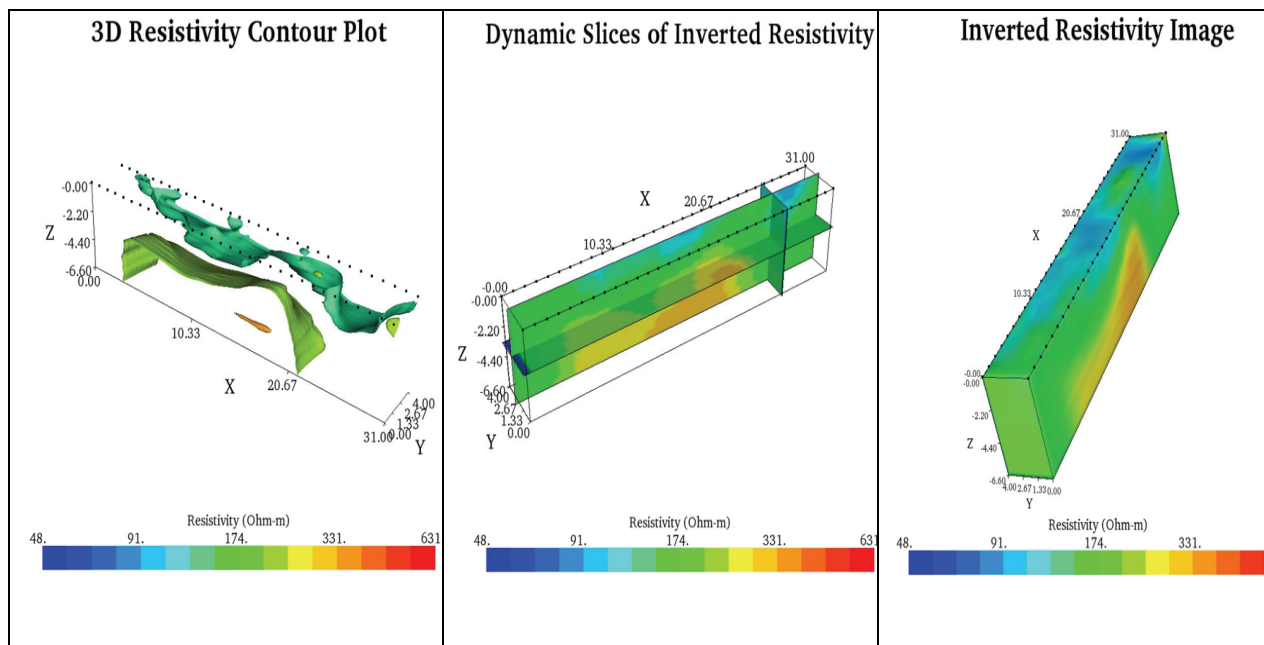 3D Resistivity Contour Plot
-0.00
-2.20
Z
-4.40
-6.60
0.00
10.33
X
20.67
31.00
0.00
1.33
2.67
4.00
Y
Resistivity (Ohm-m)
48. 91. 174. 331. 631
Dynamic Slices of Inverted Resistivity
31.00
X
20.67
10.33
-0.00
-0.00
-2.20
Z
-4.40
-6.60
4.00
2.67
1.33
Y
0.00
Resistivity (Ohm-m)
48. 91. 174. 331. 631
Inverted Resistivity Image
31.00
20.67
X
10.33
-0.00
-0.00
-2.20
Z
-4.40
-6.60
4.00 2.67 1.33 0.00
Y
Resistivity (Ohm-m)
48. 91. 174. 331.